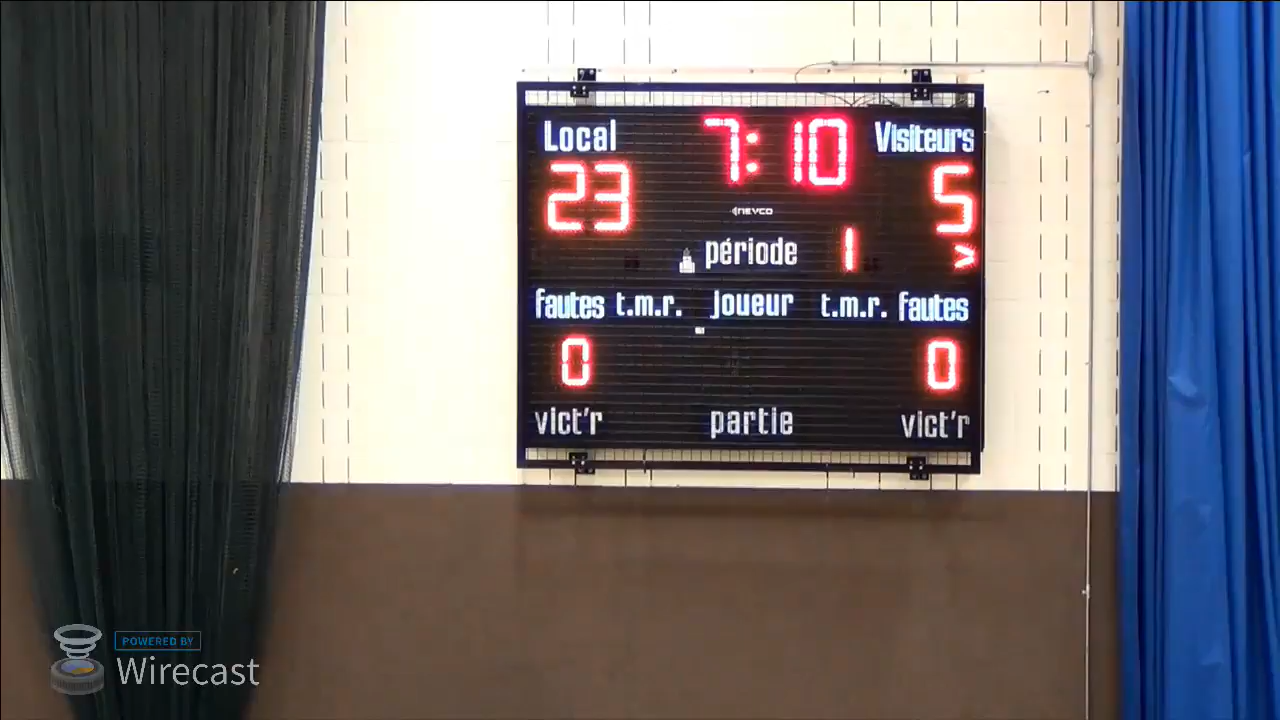 Local 7:10 Visiteurs
23 5
NEVCO
période 1 >
fautes t.m.r. joueur t.m.r. fautes
0 0
vict'r partie vict'r
POWERED BY
Wirecast